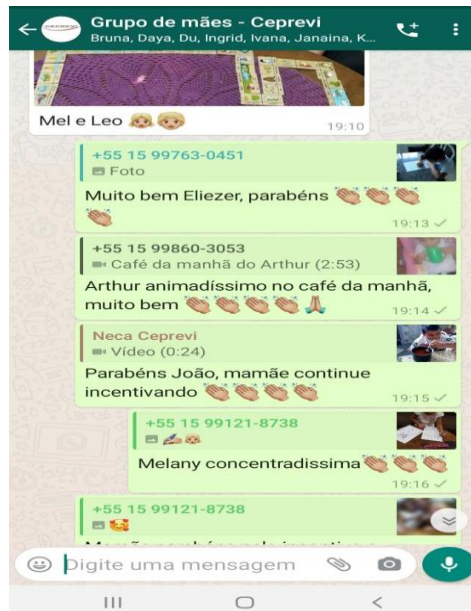 Grupo de mães - Ceprevi
Bruna, Daya, Du, Ingrid, Ivana, Janaina, K...
Mel e Leo 👧🏼👦🏼
19:10
+55 15 99763-0451
Foto
Muito bem Eliezer, parabéns 👏🏼👏🏼👏🏼
👏🏼
19:13
+55 15 99860-3053
Café da manhã do Arthur (2:53)
Arthur animadíssimo no café da manhã,
muito bem 👏🏼👏🏼👏🏼👏🏼🙏🏼
19:14
Neca Ceprevi
Vídeo (0:24)
Parabéns João, mamãe continue
incentivando 👏🏼👏🏼👏🏼👏🏼
19:15
+55 15 99121-8738
✍🏼👧🏼
Melany concentradissima👏🏼👏🏼👏🏼
19:16
+55 15 99121-8738
🥰
Digite uma mensagem